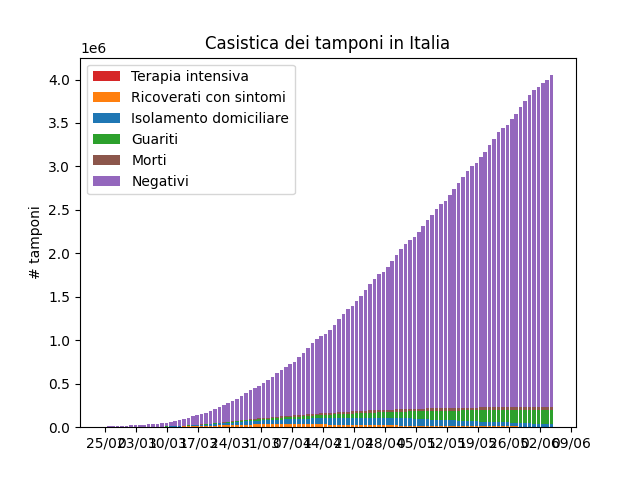 Casistica dei tamponi in Italia
1e6
Terapia intensiva
Ricoverati con sintomi
Isolamento domiciliare
Guariti
Morti
Negativi
4.0
3.5
3.0
2.5
2.0
1.5
1.0
0.5
0.0
# tamponi
25/02 03/03 10/03 17/03 24/03 31/03 07/04 14/04 21/04 28/04 05/05 12/05 19/05 26/05 02/06 09/06